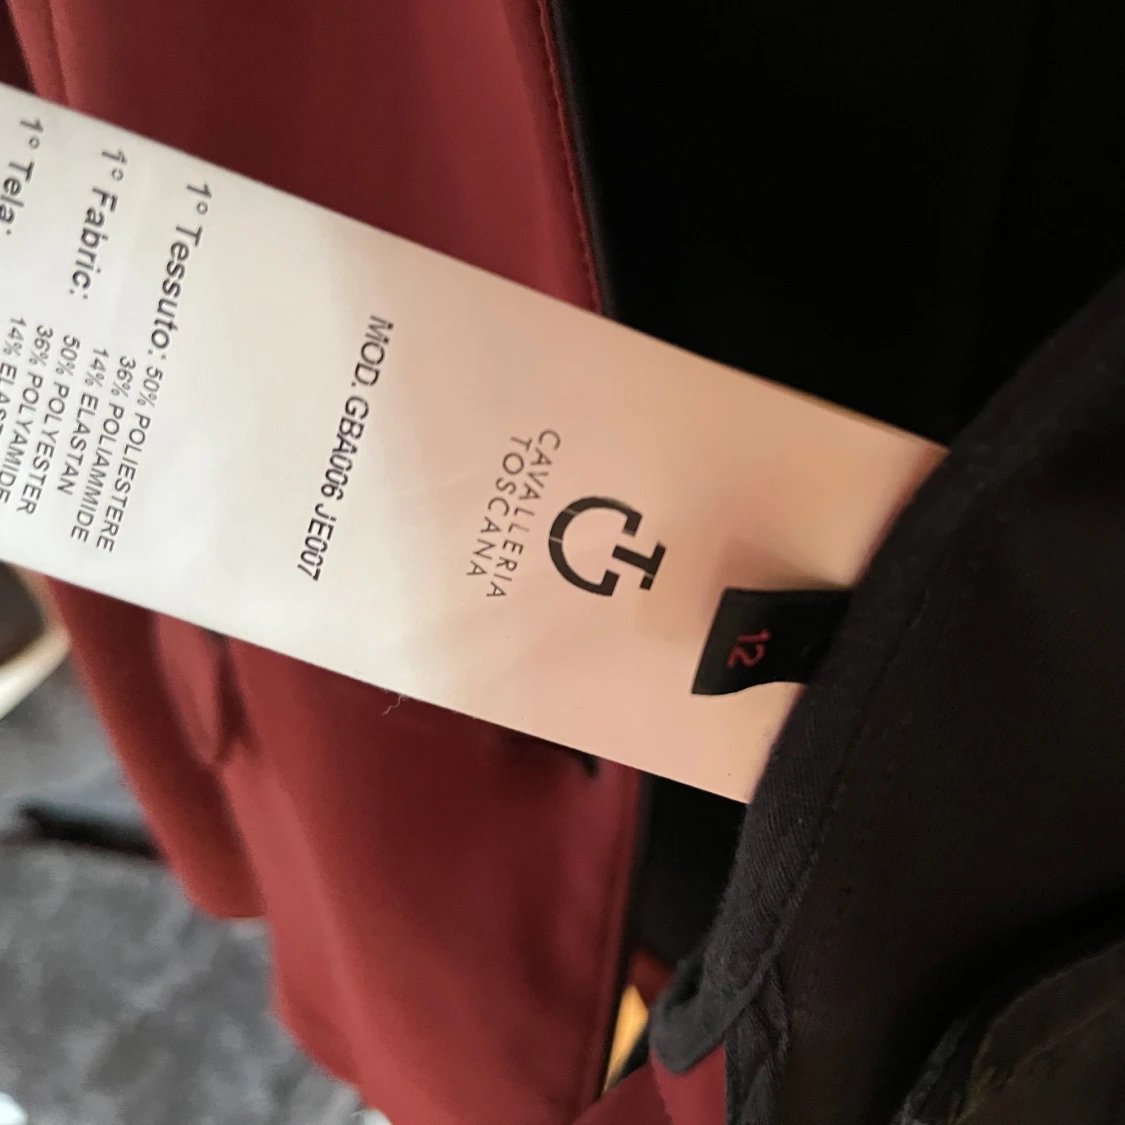 12
CT
CAVALLERIA
TOSCANA
MOD. GBA006 JE007
1° Tessuto: 50% POLIESTERE
36% POLIAMMIDE
14% ELASTAN
1° Fabric: 50% POLYESTER
36% POLYAMIDE
1° Tela:
14%